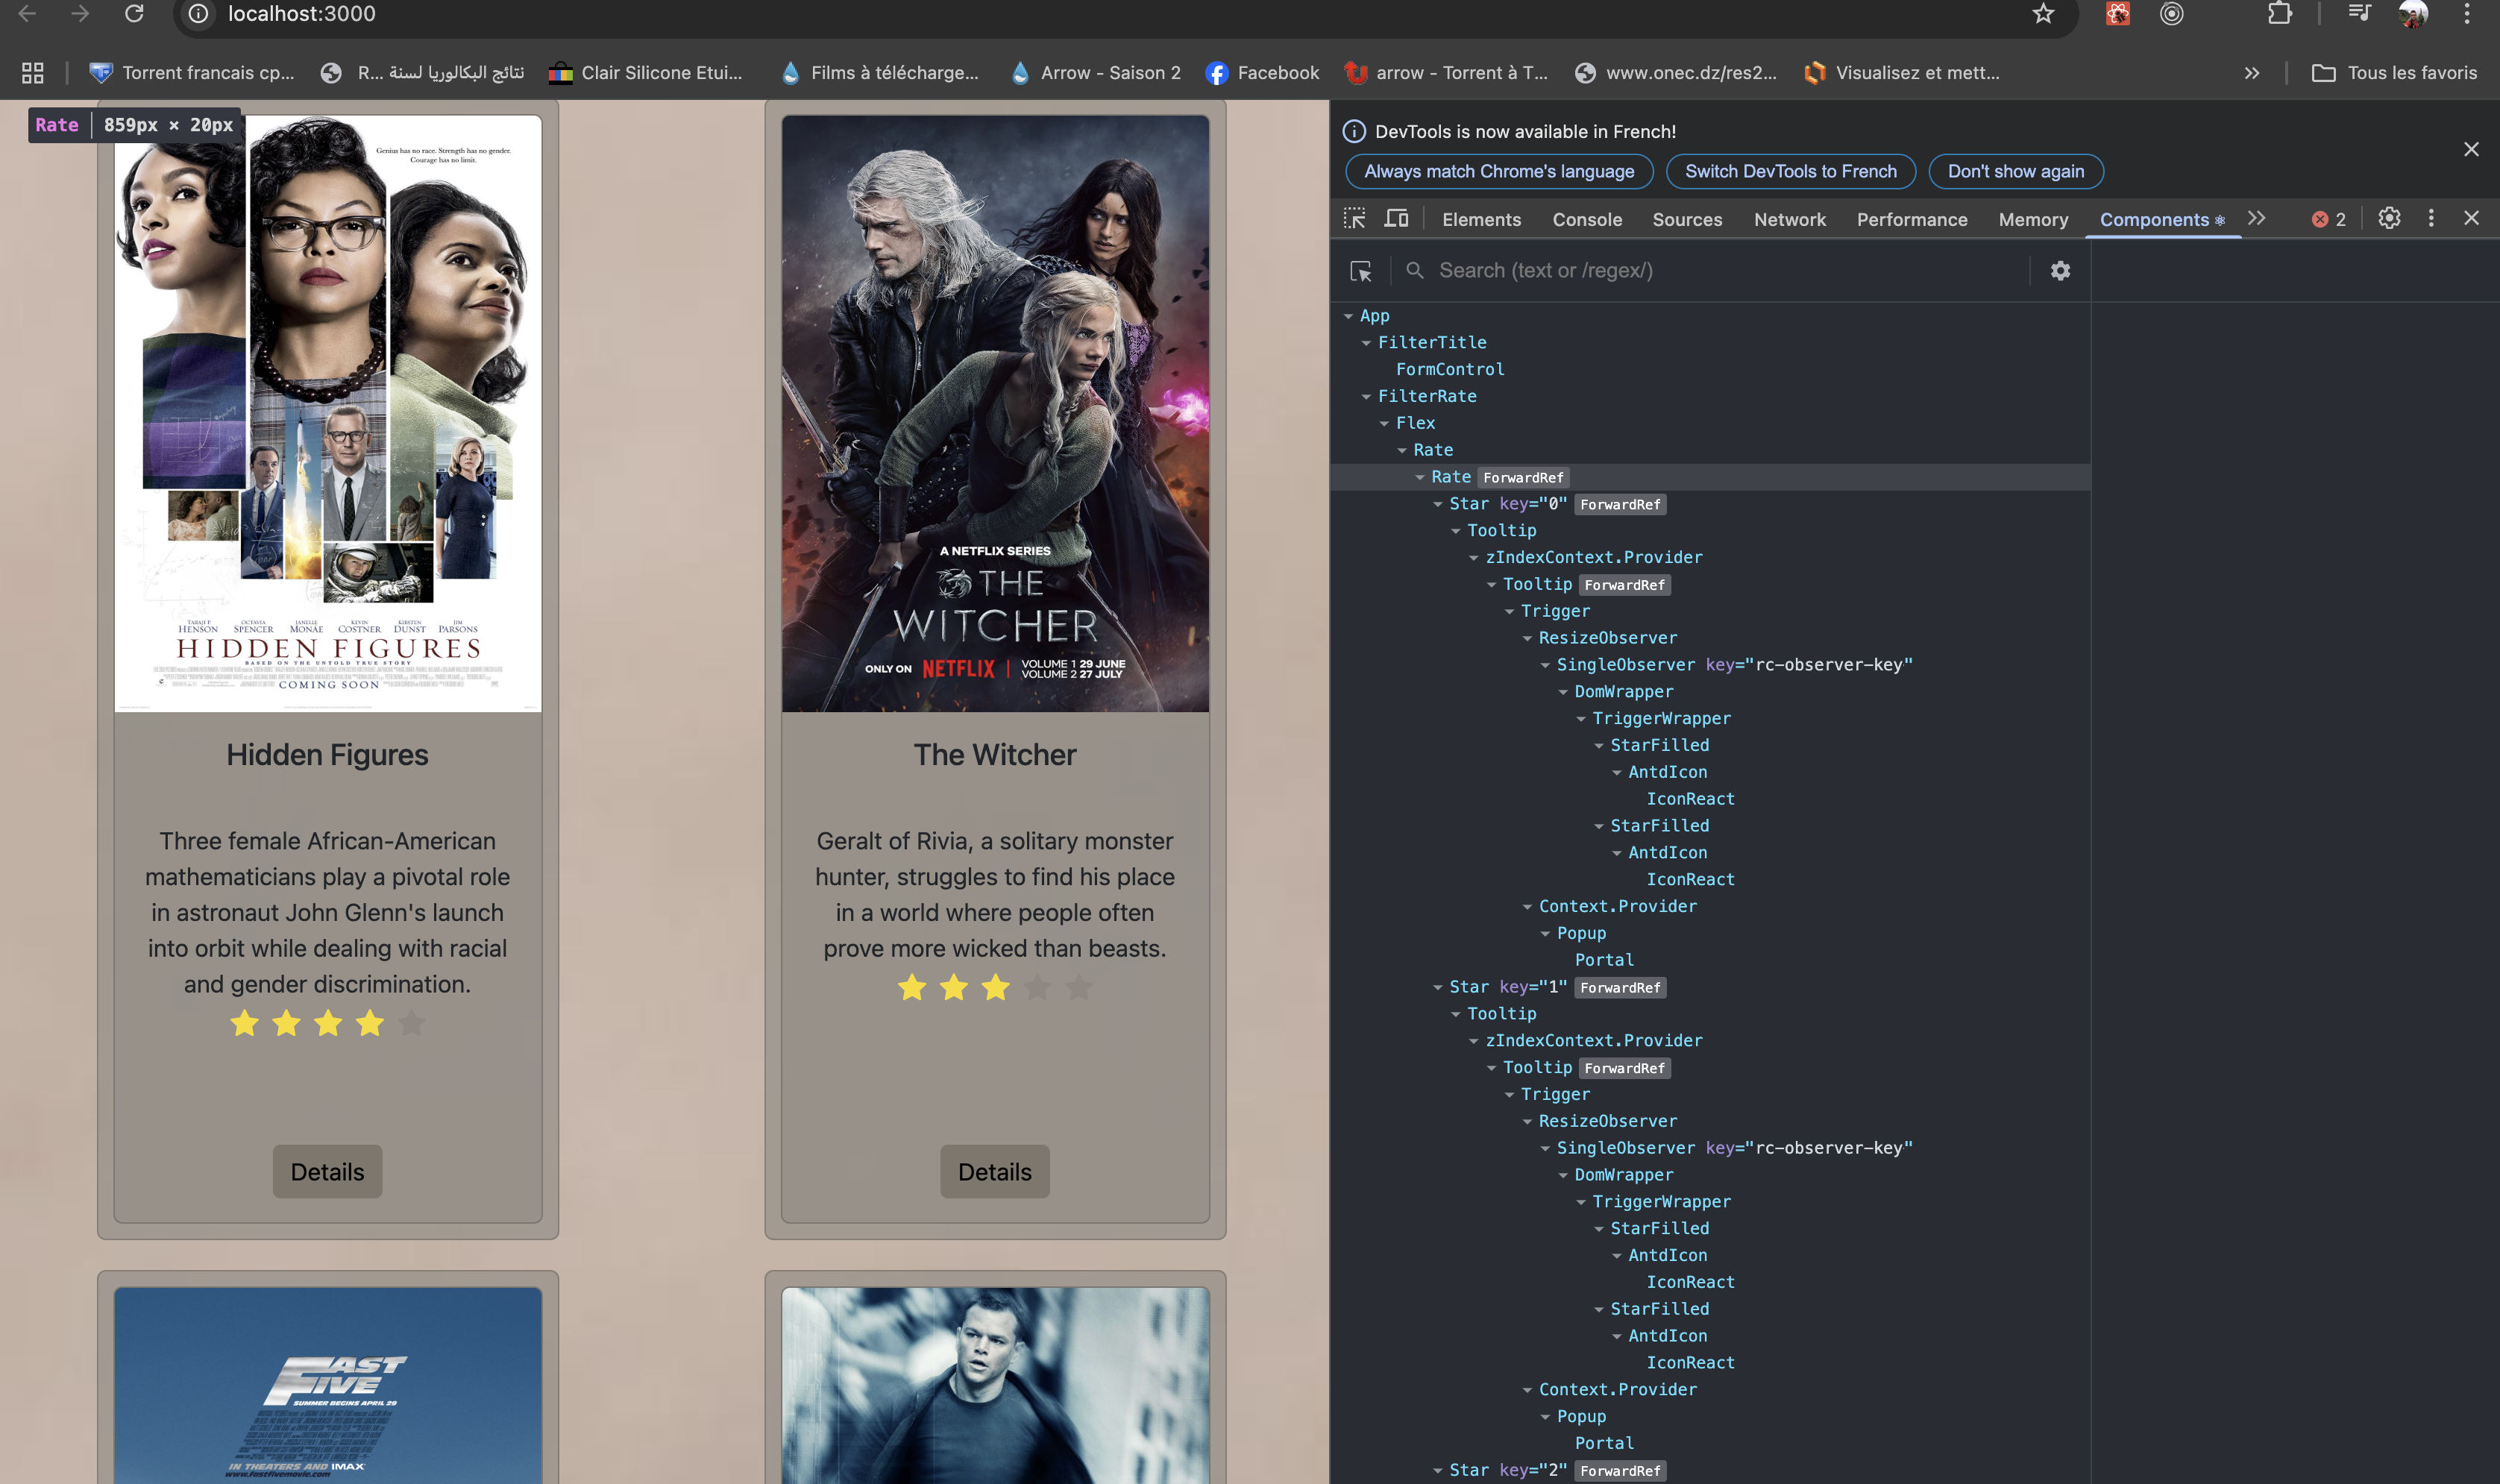 localhost:3000
Torrent francais cp...
R... نتائج البكالوريا لسنة
Clair Silicone Etui...
Films à télécharge...
Arrow - Saison 2
Facebook
arrow - Torrent à T...
www.onec.dz/res2...
Visualisez et mett...
Tous les favoris
Rate 859px × 20px
Genius has no race. Strength has no gender.
Courage has no limit.
TARAJI P. HENSON OCTAVIA SPENCER JANELLE MONÁE KEVIN COSTNER KIRSTEN DUNST JIM PARSONS
HIDDEN FIGURES
BASED ON THE UNTOLD TRUE STORY
COMING SOON
Hidden Figures
Three female African-American
mathematicians play a pivotal role
in astronaut John Glenn's launch
into orbit while dealing with racial
and gender discrimination.
Details
A NETFLIX SERIES
THE
WITCHER
ONLY ON NETFLIX | VOLUME 1 29 JUNE
VOLUME 2 27 JULY
The Witcher
Geralt of Rivia, a solitary monster
hunter, struggles to find his place
in a world where people often
prove more wicked than beasts.
Details
FAST
FIVE
SUMMER BEGINS APRIL 29
IN THEATERS AND IMAX
www.fastfivemovie.com
DevTools is now available in French!
Always match Chrome's language
Switch DevTools to French
Don't show again
Elements Console Sources Network Performance Memory Components 2
Search (text or /regex/)
App
FilterTitle
FormControl
FilterRate
Flex
Rate
Rate ForwardRef
Star key="0" ForwardRef
Tooltip
zIndexContext.Provider
Tooltip ForwardRef
Trigger
ResizeObserver
SingleObserver key="rc-observer-key"
DomWrapper
TriggerWrapper
StarFilled
AntdIcon
IconReact
StarFilled
AntdIcon
IconReact
Context.Provider
Popup
Portal
Star key="1" ForwardRef
Tooltip
zIndexContext.Provider
Tooltip ForwardRef
Trigger
ResizeObserver
SingleObserver key="rc-observer-key"
DomWrapper
TriggerWrapper
StarFilled
AntdIcon
IconReact
StarFilled
AntdIcon
IconReact
Context.Provider
Popup
Portal
Star key="2" ForwardRef